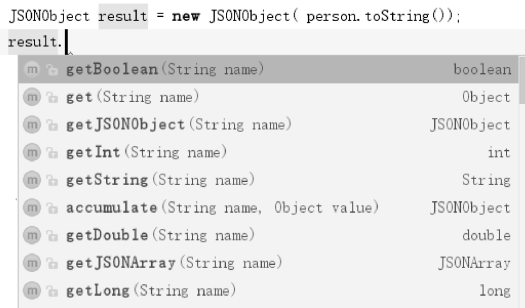 JSONObject result = new JSONObject( person.toString());
result.
m getBoolean(String name) boolean
m get(String name) Object
m getJSONObject(String name) JSONObject
m getInt(String name) int
m getString(String name) String
m accumulate(String name, Object value) JSONObject
m getDouble(String name) double
m getJSONArray(String name) JSONArray
m getLong(String name) long